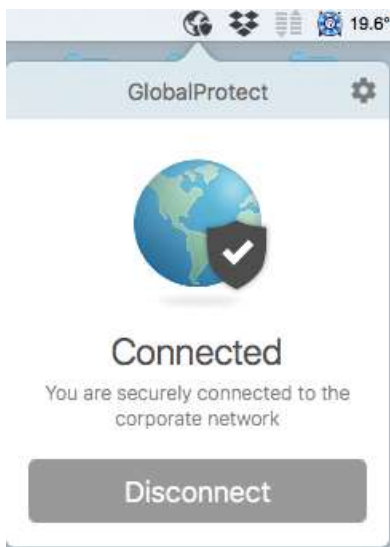 19.6°
GlobalProtect
Connected
You are securely connected to the
corporate network
Disconnect